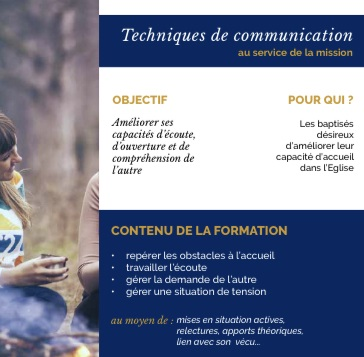 Techniques de communication
au service de la mission
OBJECTIF
Améliorer ses
capacités d'écoute,
d'ouverture et de
compréhension de
l'autre
POUR QUI ?
Les baptisés
désireux
d'améliorer leur
capacité d'accueil
dans l'Eglise
CONTENU DE LA FORMATION
• repérer les obstacles à l'accueil
• travailler l'écoute
• gérer la demande de l'autre
• gérer une situation de tension
au moyen de : mises en situation actives,
relectures, apports théoriques,
lien avec son vécu...